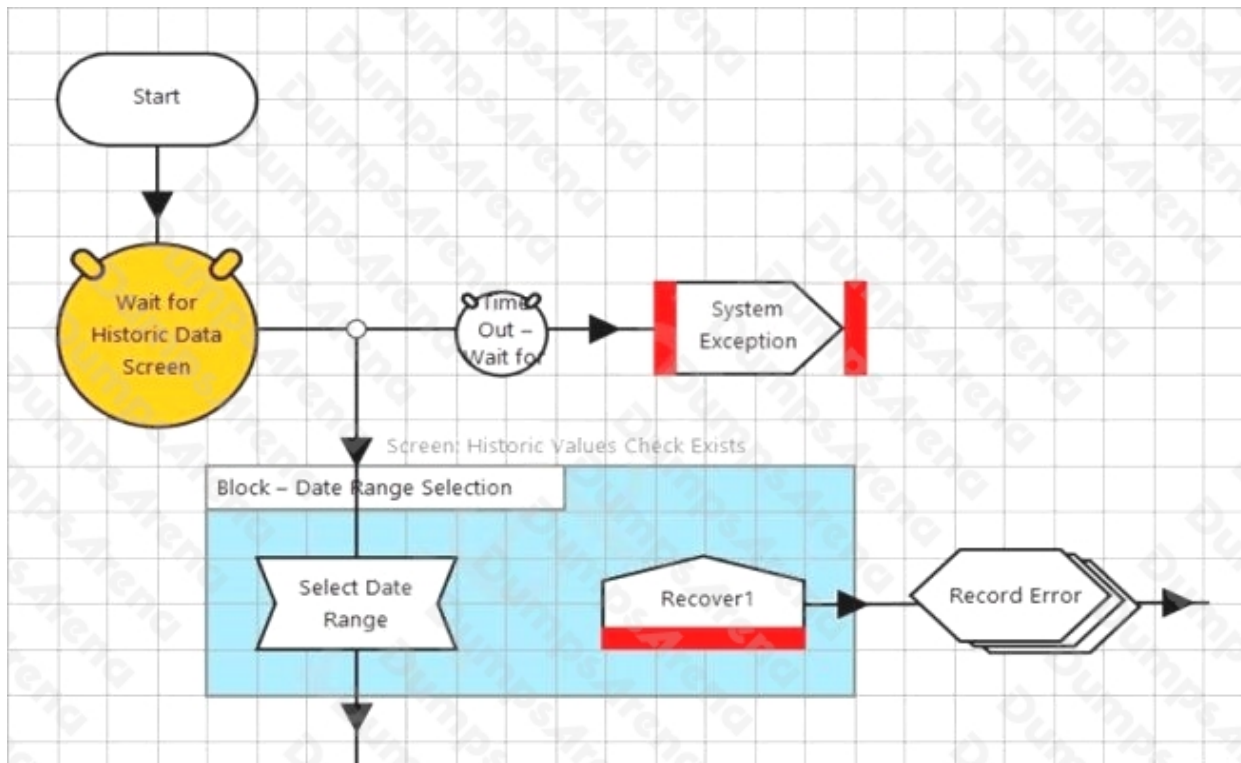 Start
Wait for
Historic Data
Screen
Time
Out –
Wait for
System
Exception
Screen: Historic Values Check Exists
Block – Date Range Selection
Select Date
Range
Recover1
Record Error
DumpsArena